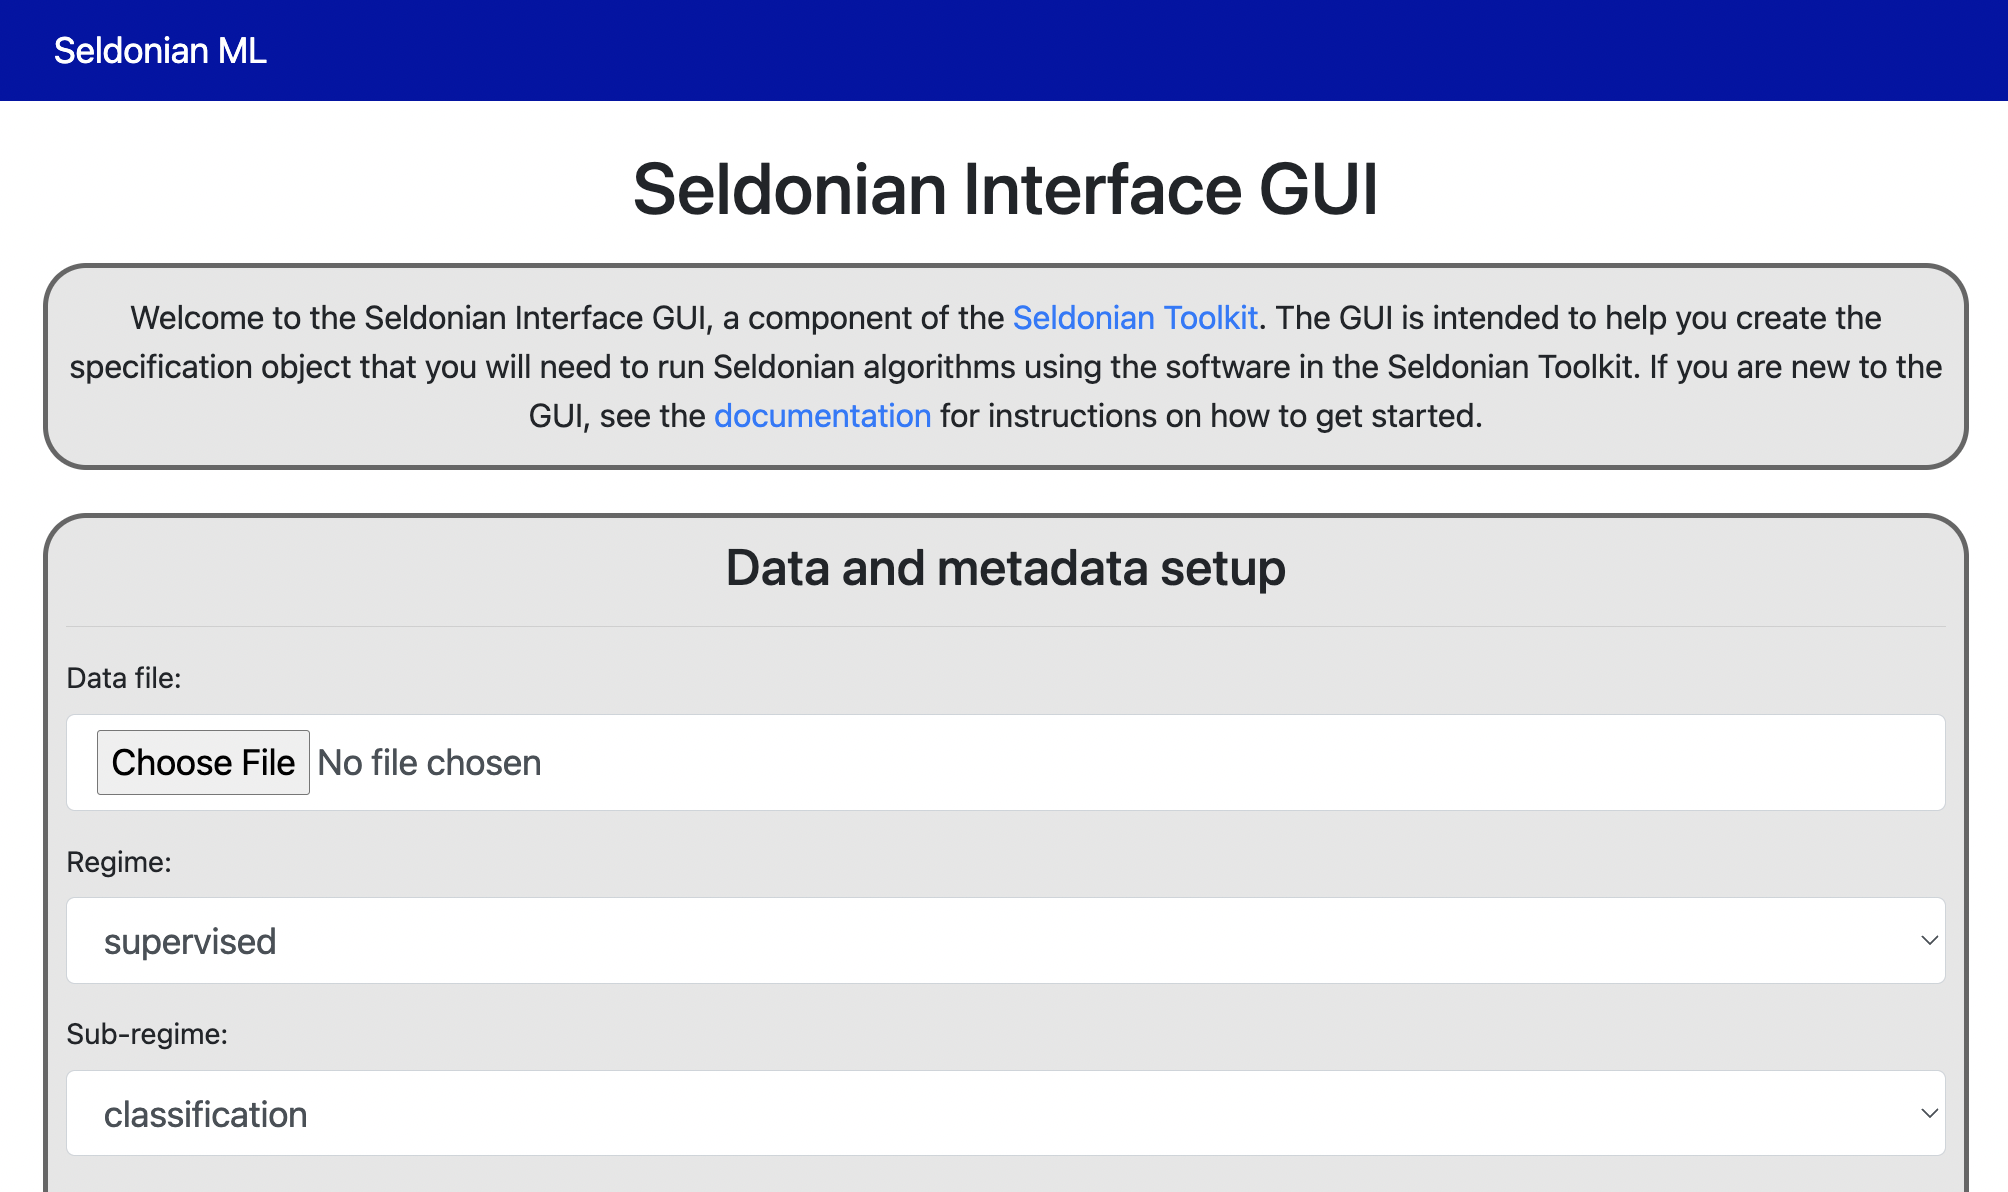 Seldonian ML
Seldonian Interface GUI
Welcome to the Seldonian Interface GUI, a component of the Seldonian Toolkit. The GUI is intended to help you create the
specification object that you will need to run Seldonian algorithms using the software in the Seldonian Toolkit. If you are new to the
GUI, see the documentation for instructions on how to get started.
Data and metadata setup
Data file:
Choose File No file chosen
Regime:
supervised
Sub-regime:
classification